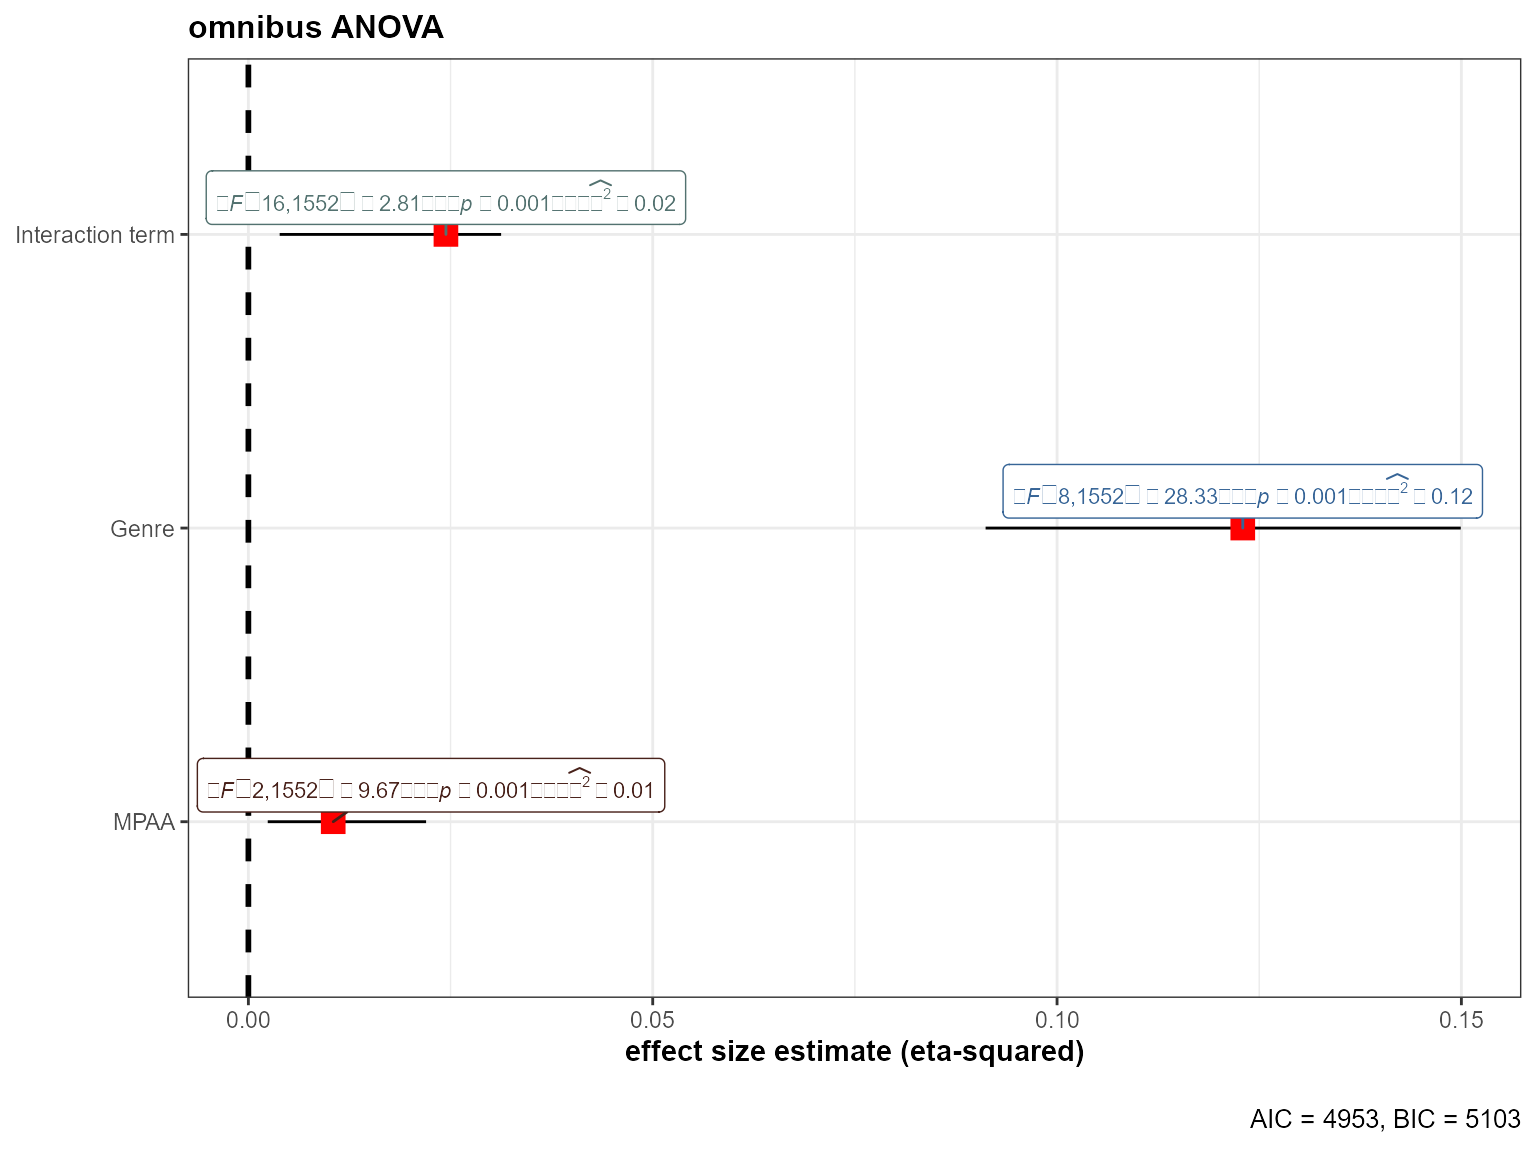 omnibus ANOVA
□F□16,1552□ □ 2.81□□□p □ 0.001□□□□² □ 0.02
Interaction term
□F□8,1552□ □ 28.33□□□p □ 0.001□□□□² □ 0.12
Genre
□F□2,1552□ □ 9.67□□□p □ 0.001□□□□² □ 0.01
MPAA
0.00 0.05 0.10 0.15
effect size estimate (eta-squared)
AIC = 4953, BIC = 5103